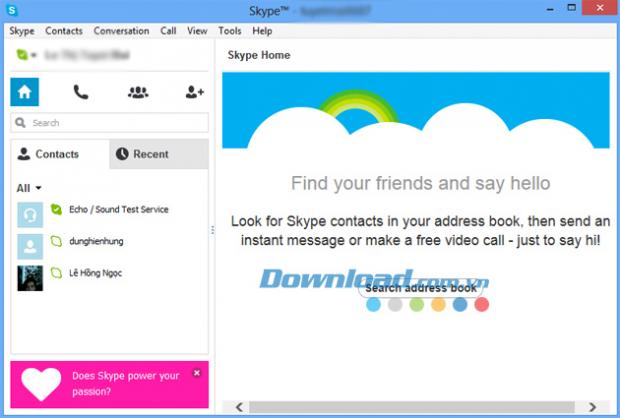 Skype™ -
Skype Contacts Conversation Call View Tools Help
Search
Contacts
Recent
All
Echo / Sound Test Service
dunghienhung
Lê Hồng Ngọc
Does Skype power your
passion?
Skype Home
Find your friends and say hello
Look for Skype contacts in your address book, then send an
instant message or make a free video call - just to say hi!
Download.com.vn
Search address book